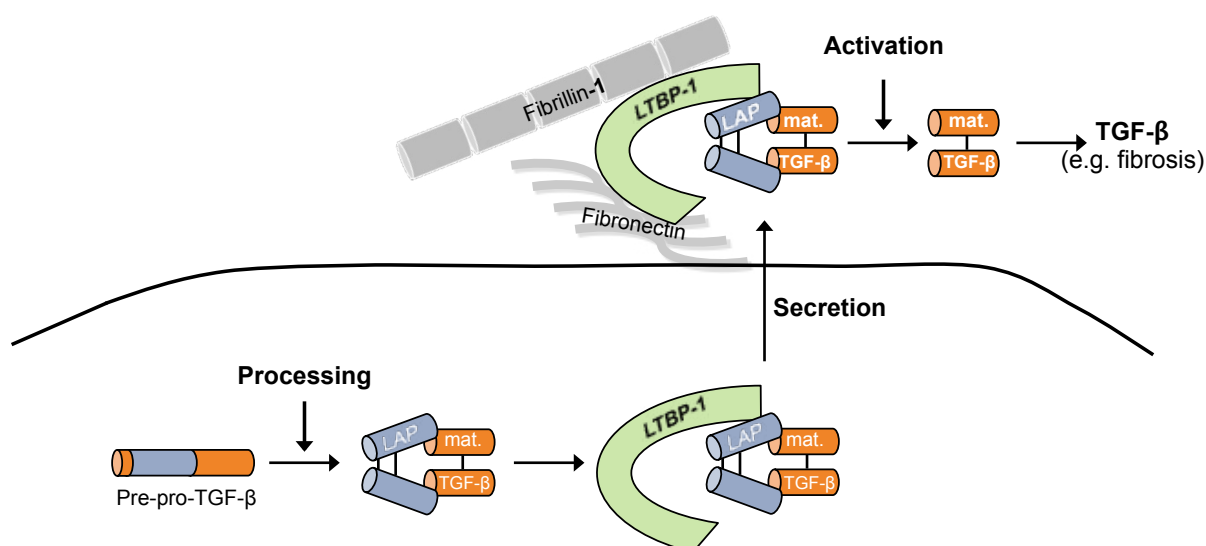 Activation
Fibrillin-1
LTBP-1
LAP
mat.
TGF-β
mat.
TGF-β
TGF-β
(e.g. fibrosis)
Fibronectin
Secretion
Processing
LTBP-1
LAP
mat.
TGF-β
LAP
mat.
TGF-β
Pre-pro-TGF-β